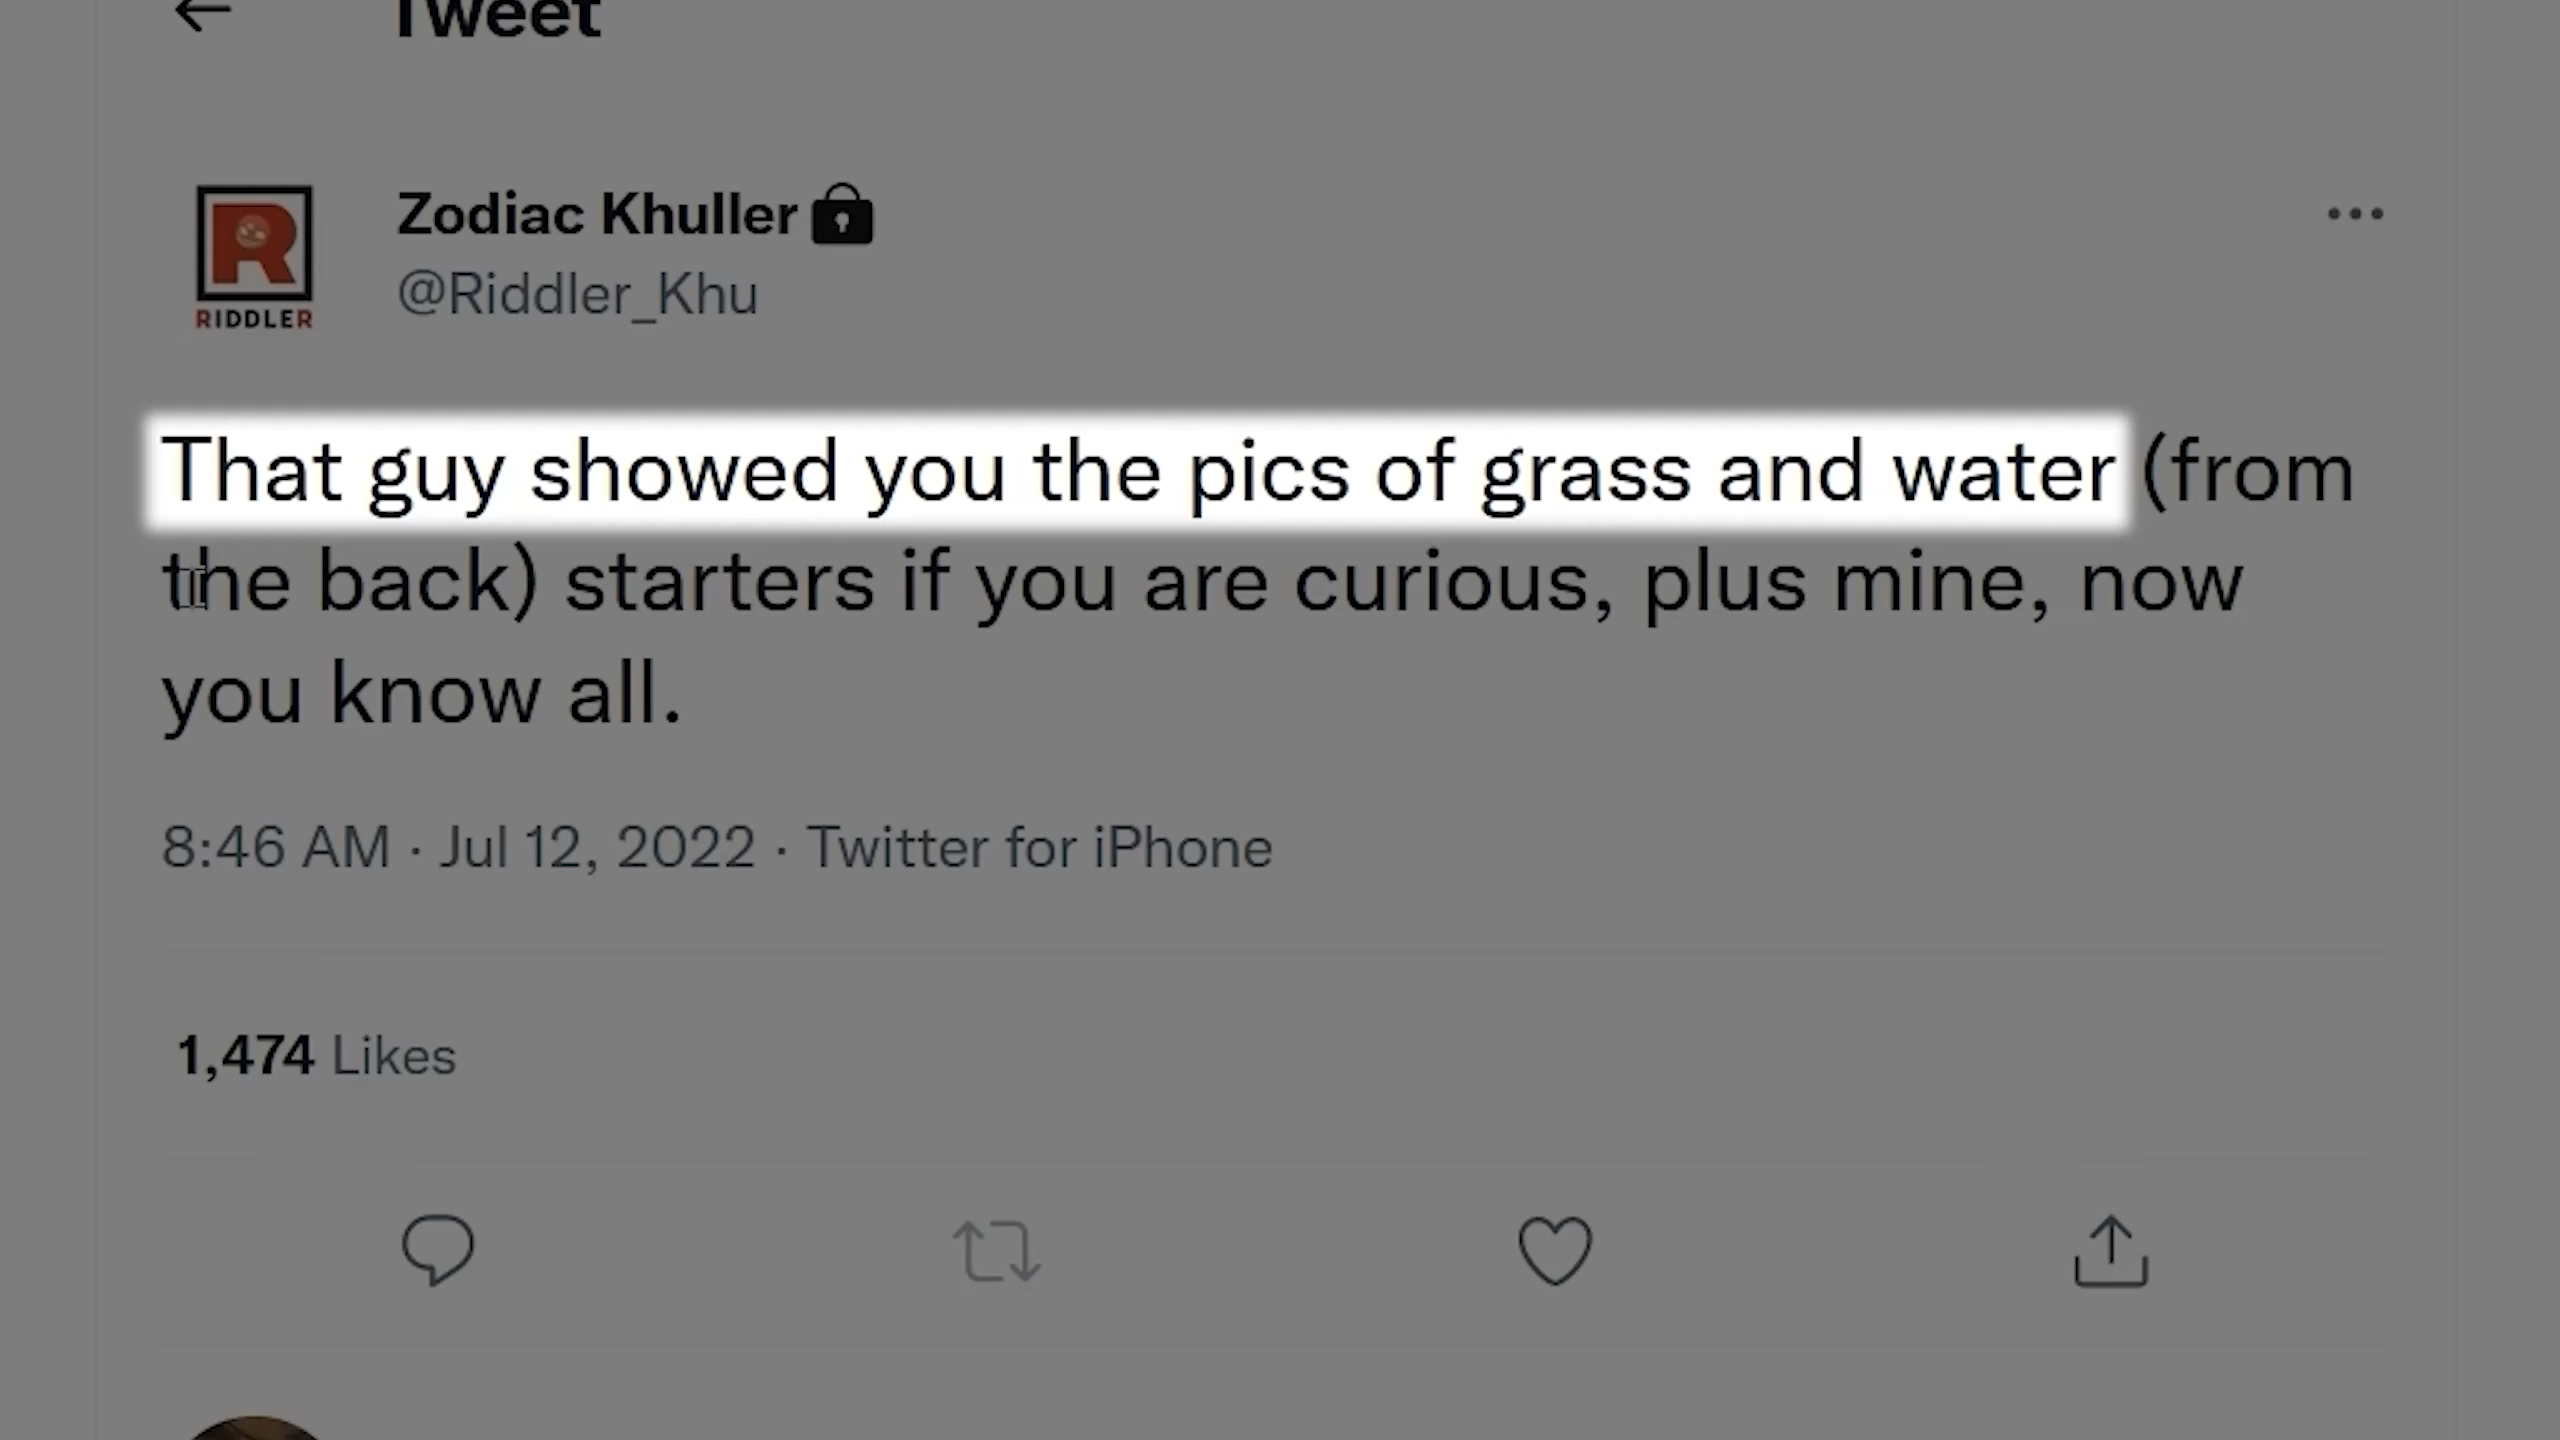 Tweet
Zodiac Khuller
@Riddler_Khu
R
RIDDLER
That guy showed you the pics of grass and water (from
the back) starters if you are curious, plus mine, now
you know all.
8:46 AM · Jul 12, 2022 · Twitter for iPhone
1,474 Likes